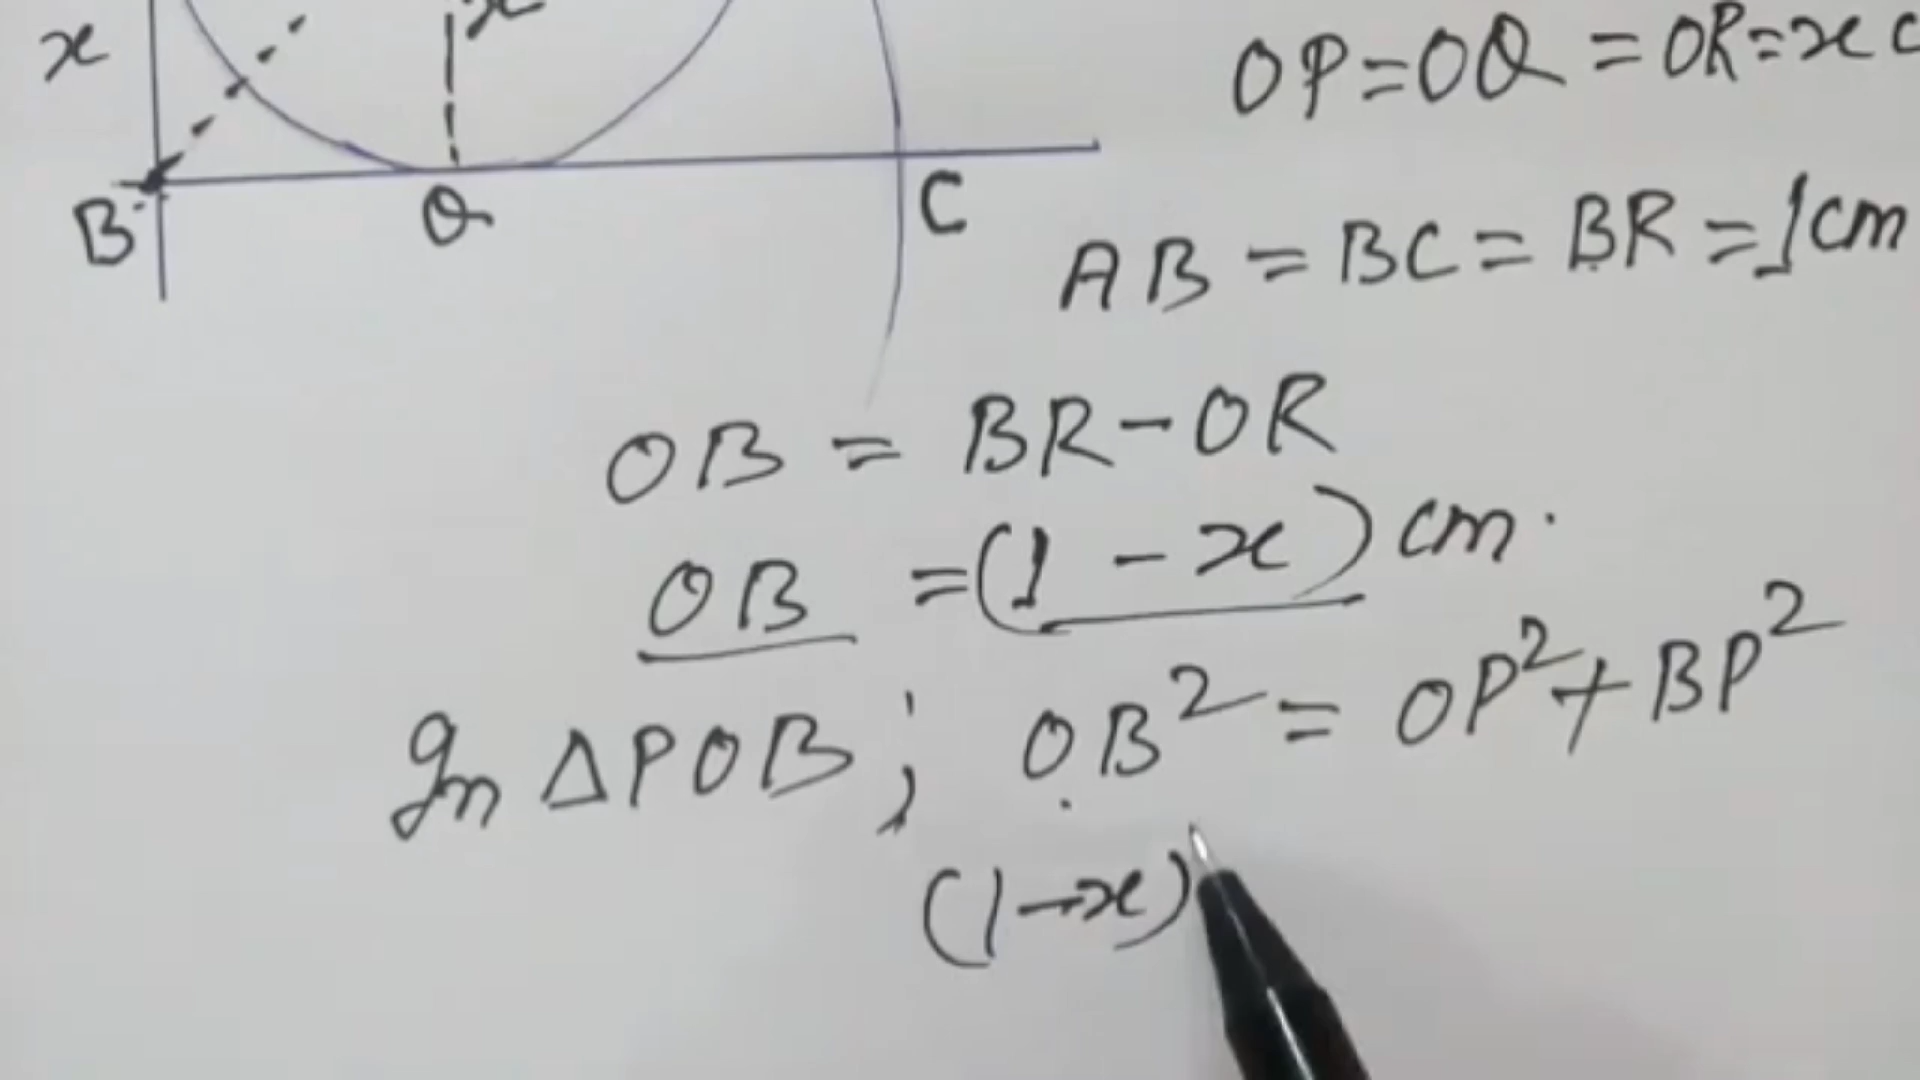 x
x
OP=OQ = OR=x c
B
Q
C
AB = BC = BR = 1cm
OB = BR-OR
OB =(1 - x) cm.
In ΔPOB; OB² = OP²+BP²
(1-x)